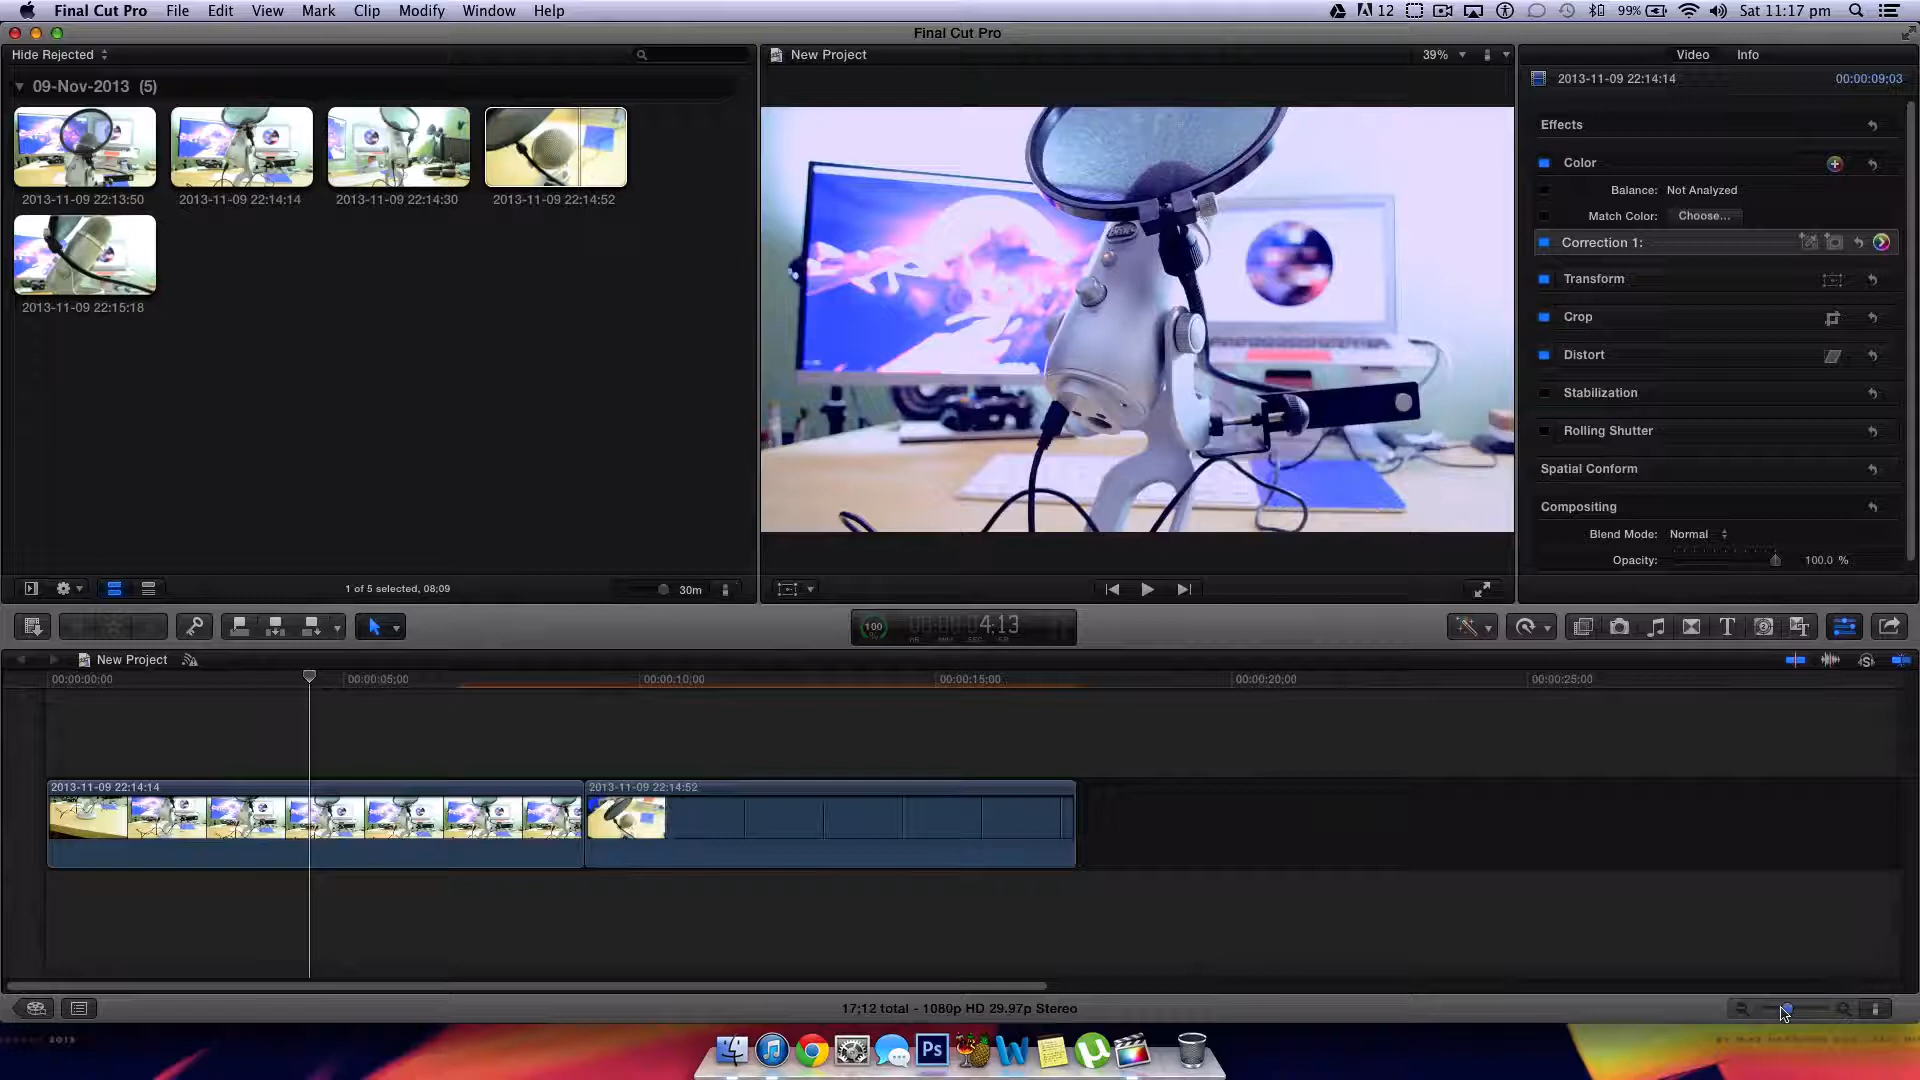 Final Cut Pro File Edit View Mark Clip Modify Window Help 12 99% Sat 11:17 pm
Final Cut Pro
Hide Rejected
New Project 39%
Video Info
2013-11-09 22:14:14 00:00:09;03
09-Nov-2013 (5)
2013-11-09 22:13:50 2013-11-09 22:14:14 2013-11-09 22:14:30 2013-11-09 22:14:52
2013-11-09 22:15:18
Effects
Color
Balance: Not Analyzed
Match Color: Choose...
Correction 1:
Transform
Crop
Distort
Stabilization
Rolling Shutter
Spatial Conform
Compositing
Blend Mode: Normal
Opacity: 100.0 %
1 of 5 selected, 08;09 30m
100 % 4:13
HR MIN SEC FR
New Project
00:00:00;00 00:00:05;00 00:00:10;00 00:00:15;00 00:00:20;00 00:00:25;00
2013-11-09 22:14:14 2013-11-09 22:14:52
17;12 total - 1080p HD 29.97p Stereo
2013
Ps W